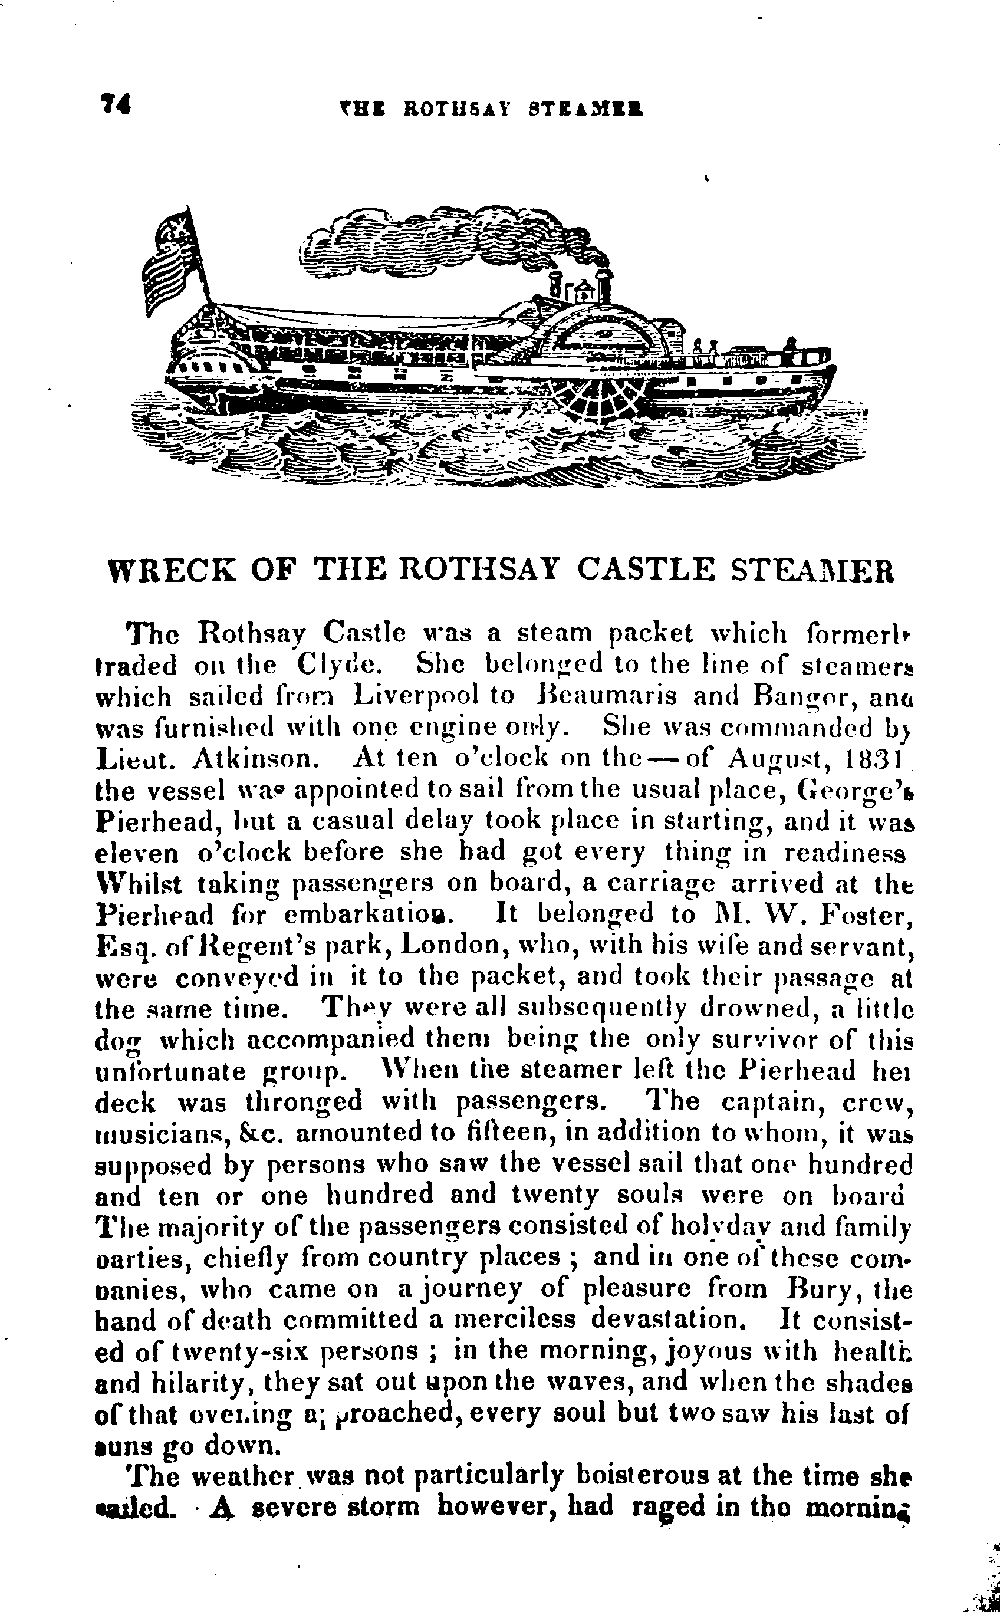 74 THE ROTHSAY STEAMER
WRECK OF THE ROTHSAY CASTLE STEAMER
The Rothsay Castle was a steam packet which formerly
traded on the Clyde. She belonged to the line of steamers
which sailed from Liverpool to Beaumaris and Bangor, and
was furnished with one engine only. She was commanded by
Lieut. Atkinson. At ten o'clock on the — of August, 1831
the vessel was appointed to sail from the usual place, George's
Pierhead, but a casual delay took place in starting, and it was
eleven o'clock before she had got every thing in readiness
Whilst taking passengers on board, a carriage arrived at the
Pierhead for embarkation. It belonged to M. W. Foster,
Esq. of Regent's park, London, who, with his wife and servant,
were conveyed in it to the packet, and took their passage at
the same time. They were all subsequently drowned, a little
dog which accompanied them being the only survivor of this
unfortunate group. When the steamer left the Pierhead her
deck was thronged with passengers. The captain, crew,
musicians, &c. amounted to fifteen, in addition to whom, it was
supposed by persons who saw the vessel sail that one hundred
and ten or one hundred and twenty souls were on board
The majority of the passengers consisted of holyday and family
parties, chiefly from country places ; and in one of these com-
panies, who came on a journey of pleasure from Bury, the
hand of death committed a merciless devastation. It consist-
ed of twenty-six persons ; in the morning, joyous with health
and hilarity, they sat out upon the waves, and when the shades
of that evening approached, every soul but two saw his last of
suns go down.
The weather was not particularly boisterous at the time she
sailed. A severe storm however, had raged in the morning